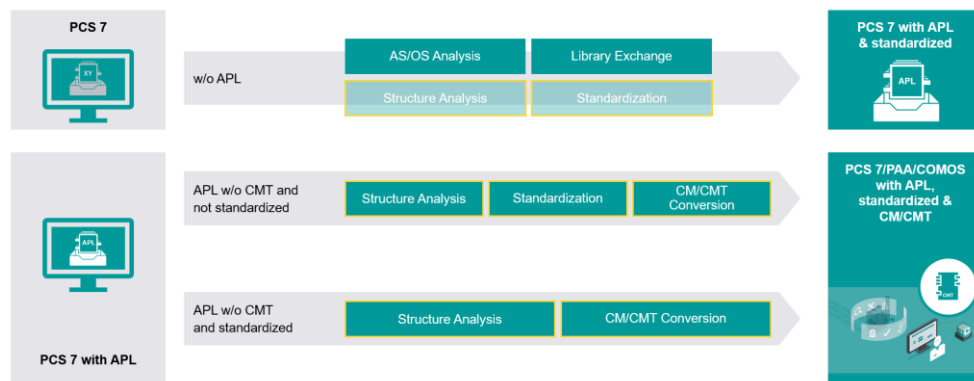 PCS 7
XY
w/o APL
AS/OS Analysis
Library Exchange
Structure Analysis
Standardization
PCS 7 with APL
& standardized
APL
APL
PCS 7 with APL
APL w/o CMT and
not standardized
Structure Analysis
Standardization
CM/CMT
Conversion
APL w/o CMT
and standardized
Structure Analysis
CM/CMT Conversion
PCS 7/PAA/COMOS
with APL,
standardized &
CM/CMT
CMT